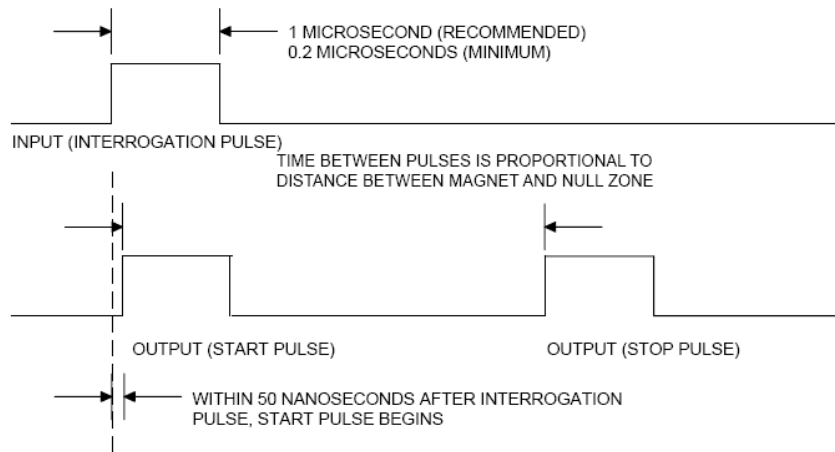 1 MICROSECOND (RECOMMENDED)
0.2 MICROSECONDS (MINIMUM)
INPUT (INTERROGATION PULSE)
TIME BETWEEN PULSES IS PROPORTIONAL TO
DISTANCE BETWEEN MAGNET AND NULL ZONE
OUTPUT (START PULSE)
OUTPUT (STOP PULSE)
WITHIN 50 NANOSECONDS AFTER INTERROGATION
PULSE, START PULSE BEGINS